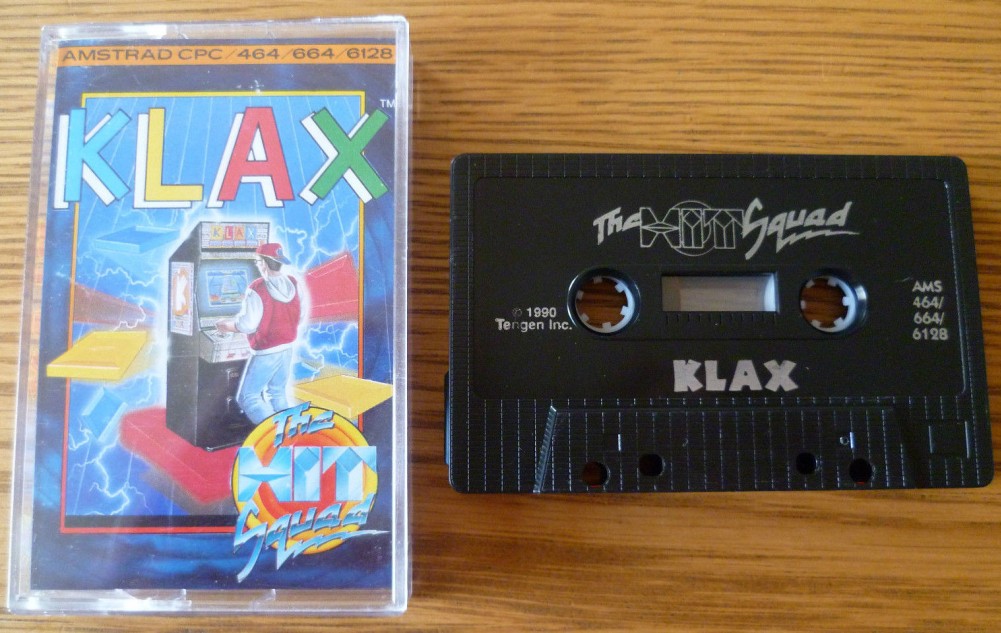 AMSTRAD CPC/464/664/6128
KLAX™
KLAX
The
HIT
Squad
The HIT Squad
© 1990
Tengen Inc.
AMS
464/
664/
6128
KLAX